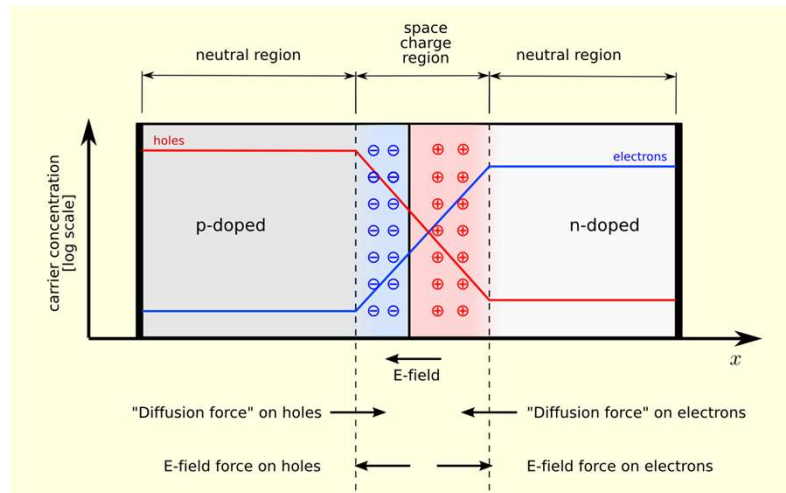 space
charge
region
neutral region
neutral region
holes
electrons
p-doped
n-doped
carrier concentration
[log scale]
x
E-field
"Diffusion force" on holes
"Diffusion force" on electrons
E-field force on holes
E-field force on electrons